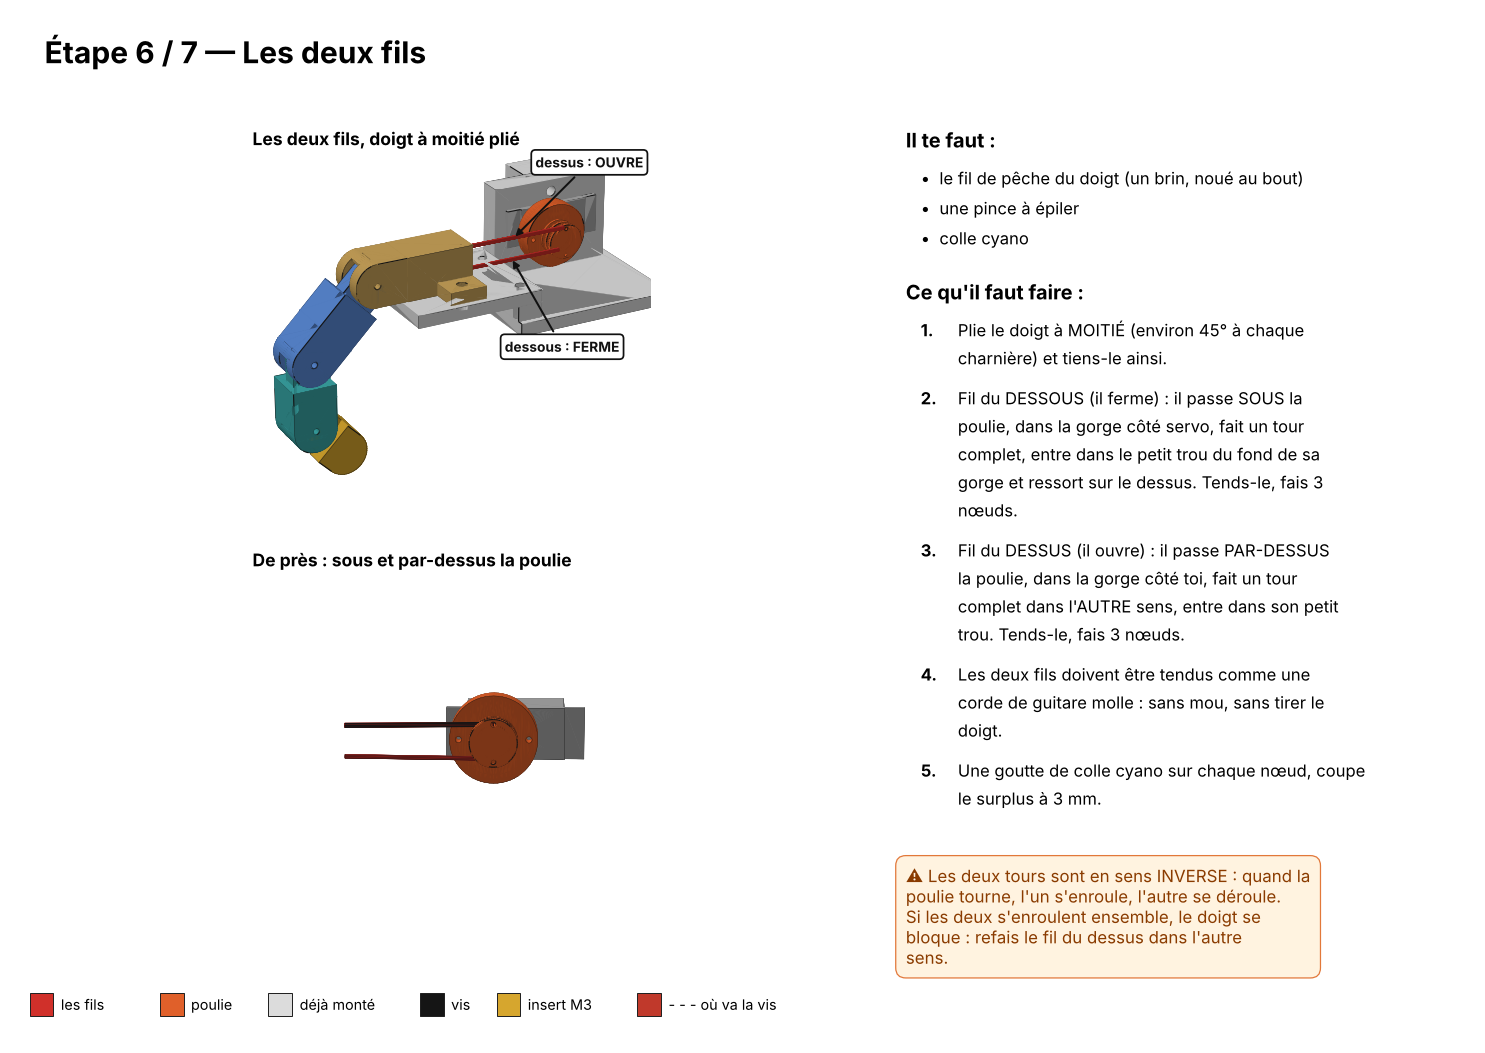 Étape 6 / 7 — Les deux fils
Les deux fils, doigt à moitié plié
dessus : OUVRE
dessous : FERME
De près : sous et par-dessus la poulie
Il te faut :
• le fil de pêche du doigt (un brin, noué au bout)
• une pince à épiler
• colle cyano
Ce qu'il faut faire :
1. Plie le doigt à MOITIÉ (environ 45° à chaque
charnière) et tiens-le ainsi.
2. Fil du DESSOUS (il ferme) : il passe SOUS la
poulie, dans la gorge côté servo, fait un tour
complet, entre dans le petit trou du fond de sa
gorge et ressort sur le dessus. Tends-le, fais 3
nœuds.
3. Fil du DESSUS (il ouvre) : il passe PAR-DESSUS
la poulie, dans la gorge côté toi, fait un tour
complet dans l'AUTRE sens, entre dans son petit
trou. Tends-le, fais 3 nœuds.
4. Les deux fils doivent être tendus comme une
corde de guitare molle : sans mou, sans tirer le
doigt.
5. Une goutte de colle cyano sur chaque nœud, coupe
le surplus à 3 mm.
⚠ Les deux tours sont en sens INVERSE : quand la
poulie tourne, l'un s'enroule, l'autre se déroule.
Si les deux s'enroulent ensemble, le doigt se
bloque : refais le fil du dessus dans l'autre
sens.
les fils
poulie
déjà monté
vis
insert M3
- - - où va la vis